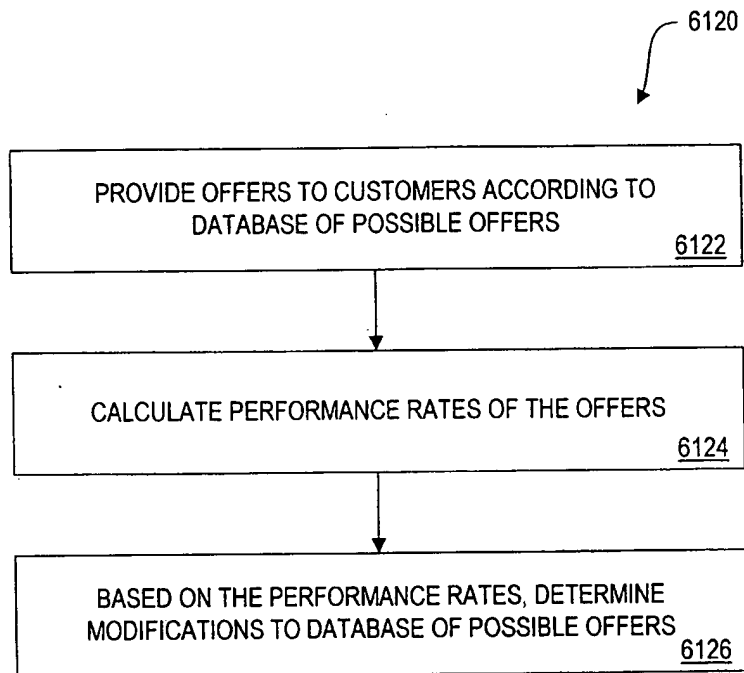 6120
PROVIDE OFFERS TO CUSTOMERS ACCORDING TO
DATABASE OF POSSIBLE OFFERS
6122
CALCULATE PERFORMANCE RATES OF THE OFFERS
6124
BASED ON THE PERFORMANCE RATES, DETERMINE
MODIFICATIONS TO DATABASE OF POSSIBLE OFFERS
6126